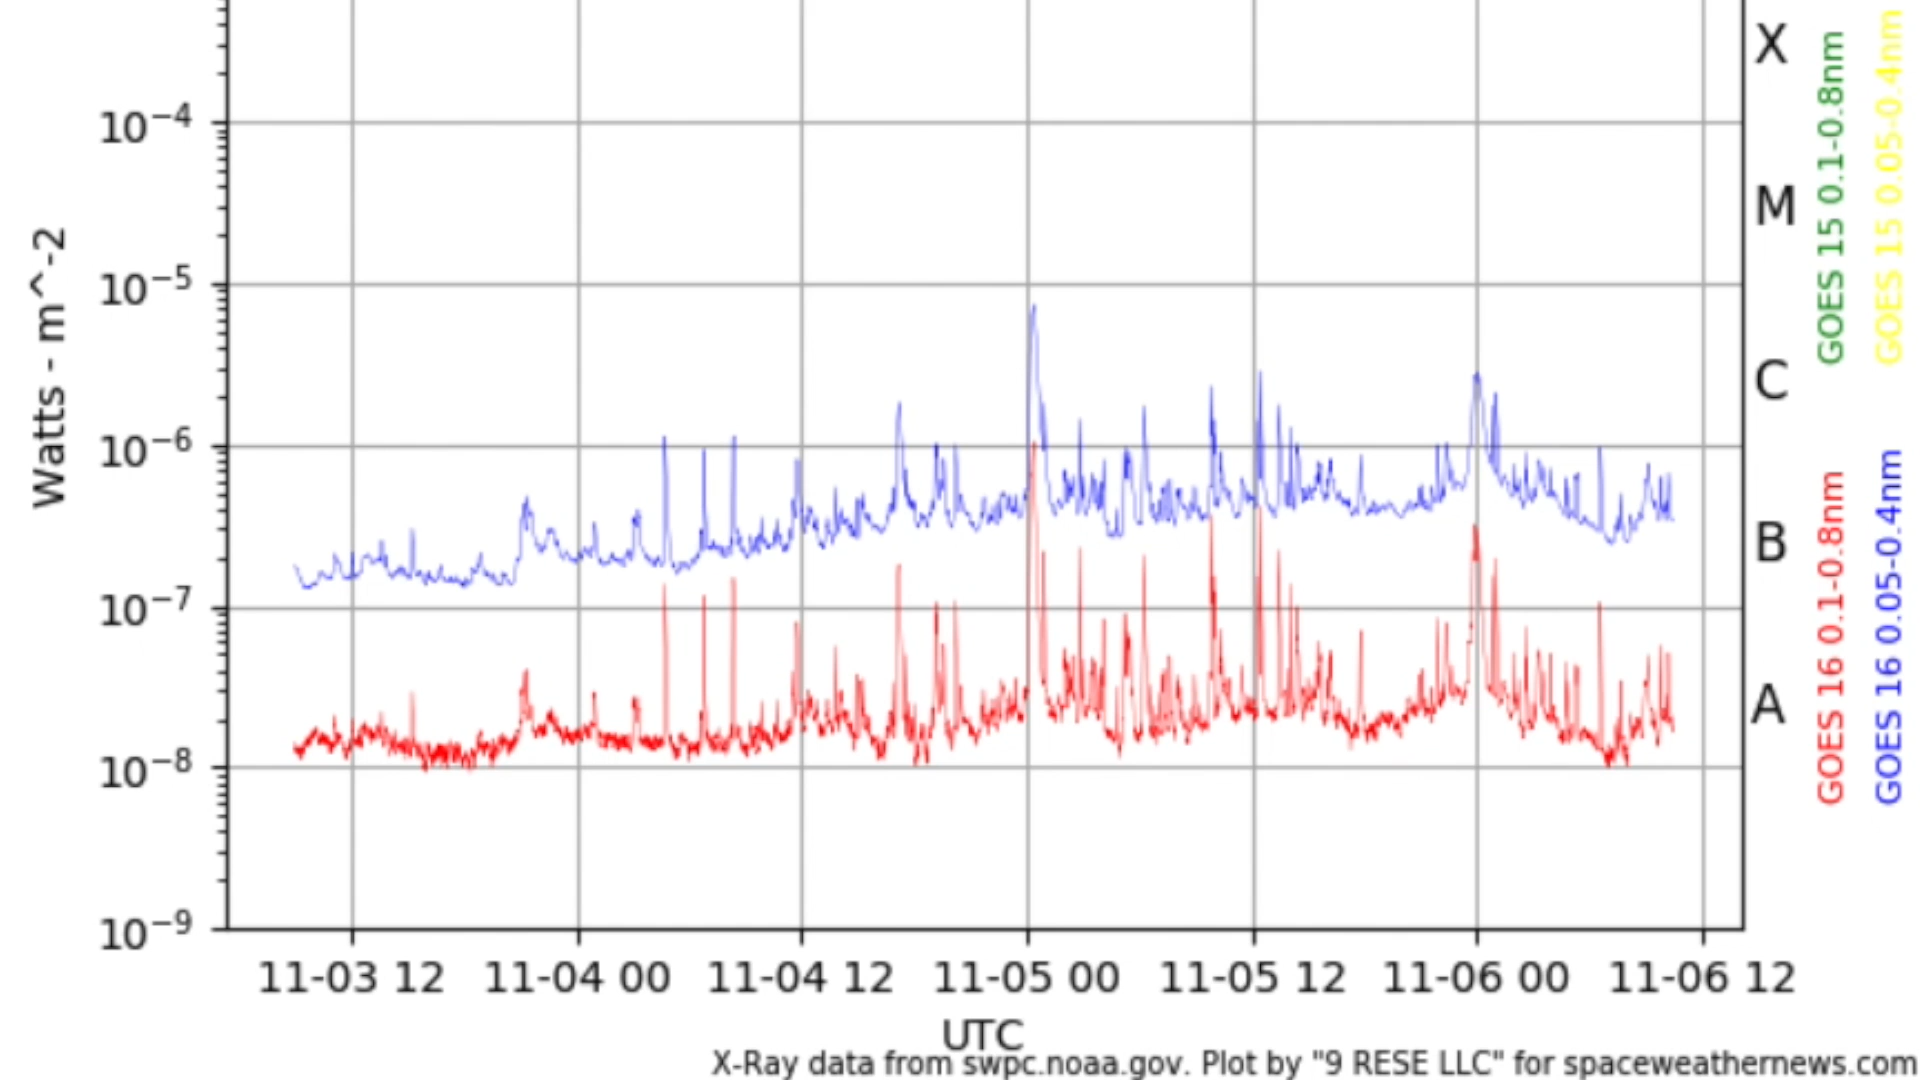 X
10−4
M
10−5
C
10−6
B
10−7
A
10−8
10−9
Watts - m^-2
11-03 12
11-04 00
11-04 12
11-05 00
11-05 12
11-06 00
11-06 12
UTC
GOES 15 0.1-0.8nm
GOES 15 0.05-0.4nm
GOES 16 0.1-0.8nm
GOES 16 0.05-0.4nm
X-Ray data from swpc.noaa.gov. Plot by "9 RESE LLC" for spaceweathernews.com